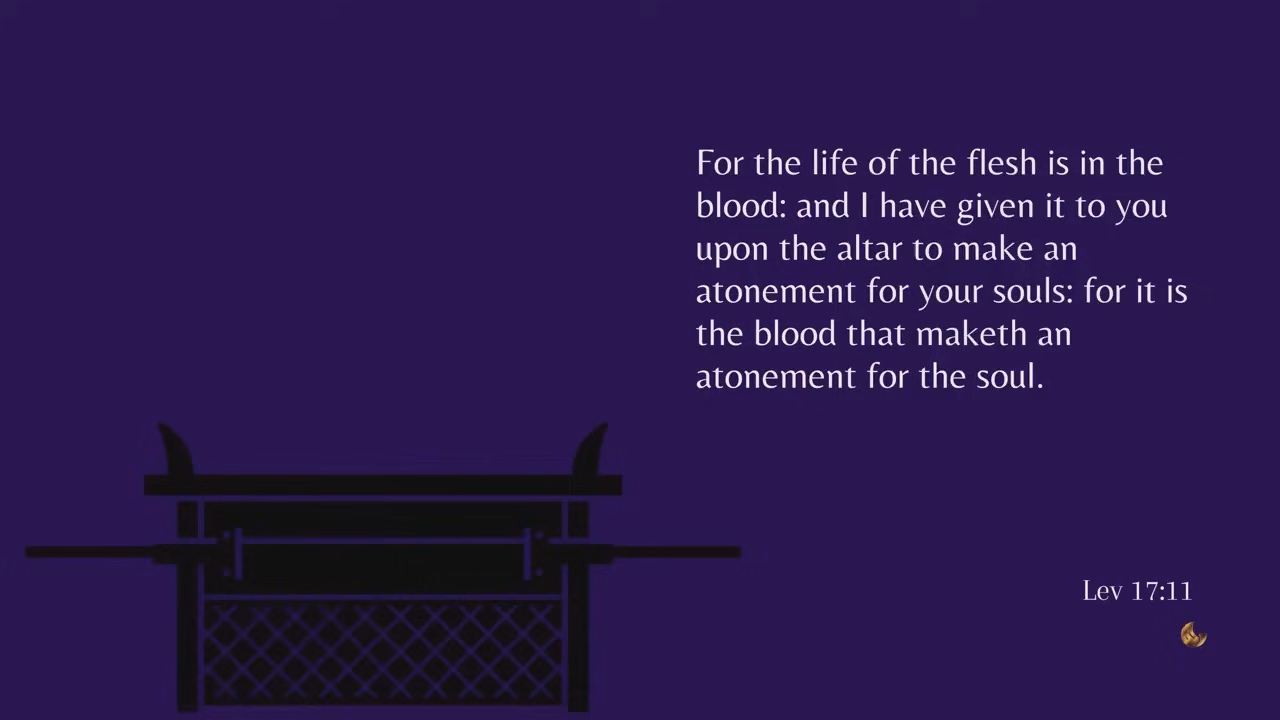 For the life of the flesh is in the
blood: and I have given it to you
upon the altar to make an
atonement for your souls: for it is
the blood that maketh an
atonement for the soul.
Lev 17:11